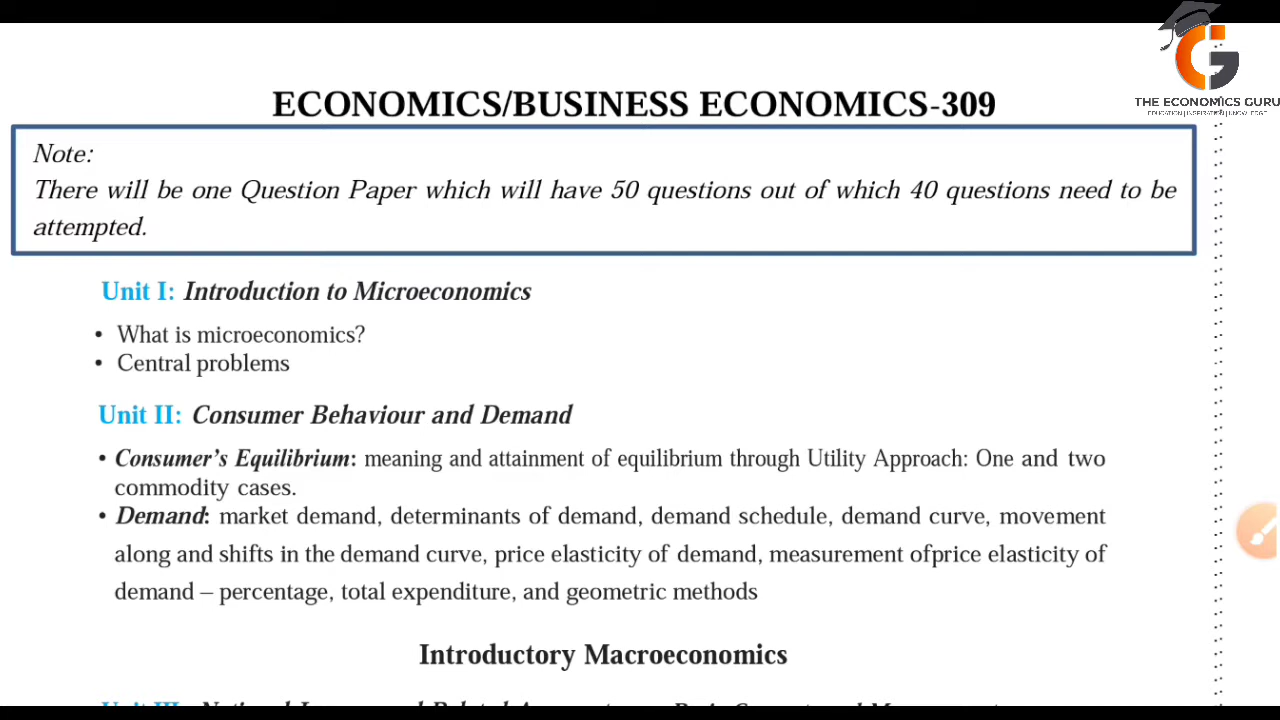 THE ECONOMICS GURU
EDUCATION | INSPIRATION | KNOWLEDGE
ECONOMICS/BUSINESS ECONOMICS-309
Note:
There will be one Question Paper which will have 50 questions out of which 40 questions need to be
attempted.
Unit I: Introduction to Microeconomics
• What is microeconomics?
• Central problems
Unit II: Consumer Behaviour and Demand
• Consumer’s Equilibrium: meaning and attainment of equilibrium through Utility Approach: One and two
commodity cases.
• Demand: market demand, determinants of demand, demand schedule, demand curve, movement
along and shifts in the demand curve, price elasticity of demand, measurement ofprice elasticity of
demand – percentage, total expenditure, and geometric methods
Introductory Macroeconomics